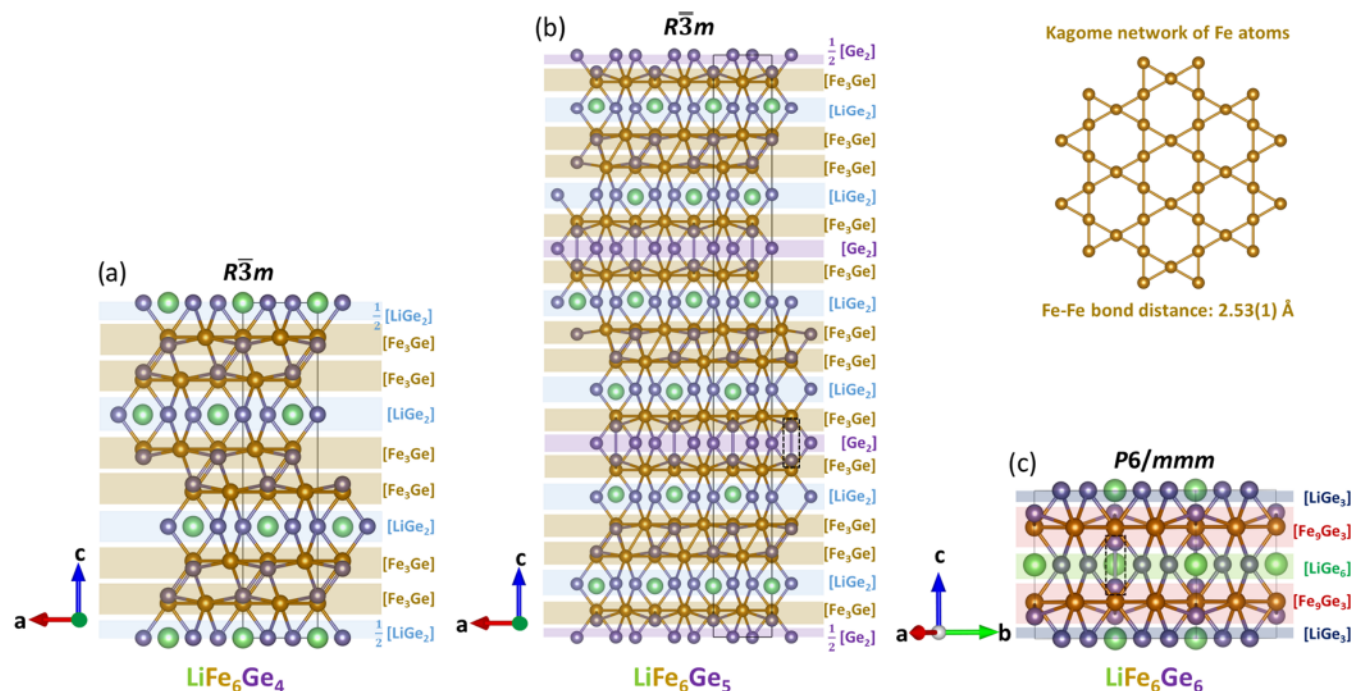 (a)
R3̅m
½ [LiGe₂]
[Fe₃Ge]
[Fe₃Ge]
[LiGe₂]
[Fe₃Ge]
[Fe₃Ge]
[LiGe₂]
[Fe₃Ge]
[Fe₃Ge]
½ [LiGe₂]
c
a
LiFe₆Ge₄
(b)
R3̅m
½ [Ge₂]
[Fe₃Ge]
[LiGe₂]
[Fe₃Ge]
[Fe₃Ge]
[LiGe₂]
[Fe₃Ge]
[Ge₂]
[Fe₃Ge]
[LiGe₂]
[Fe₃Ge]
[Fe₃Ge]
[LiGe₂]
[Fe₃Ge]
[Ge₂]
[Fe₃Ge]
[LiGe₂]
[Fe₃Ge]
[Fe₃Ge]
[LiGe₂]
[Fe₃Ge]
½ [Ge₂]
c
a
LiFe₆Ge₅
Kagome network of Fe atoms
Fe-Fe bond distance: 2.53(1) Å
(c)
P6/mmm
[LiGe₃]
[Fe₉Ge₃]
[LiGe₆]
[Fe₉Ge₃]
[LiGe₃]
c
a
b
LiFe₆Ge₆